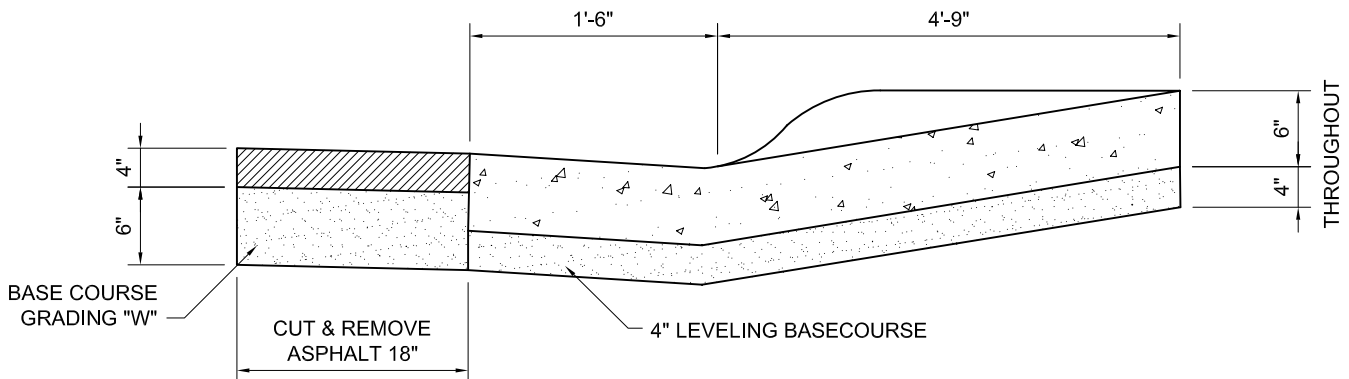 1'-6"
4'-9"
4"
6"
6"
4"
THROUGHOUT
BASE COURSE
GRADING "W"
CUT & REMOVE
ASPHALT 18"
4" LEVELING BASECOURSE